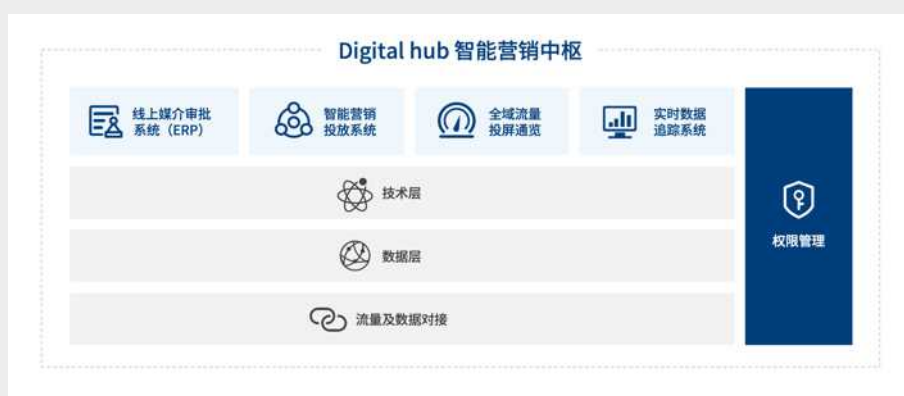 Digital hub 智能营销中枢
线上媒介审批
系统（ERP）
智能营销
投放系统
全域流量
投屏通览
实时数据
追踪系统
技术层
数据层
流量及数据对接
权限管理